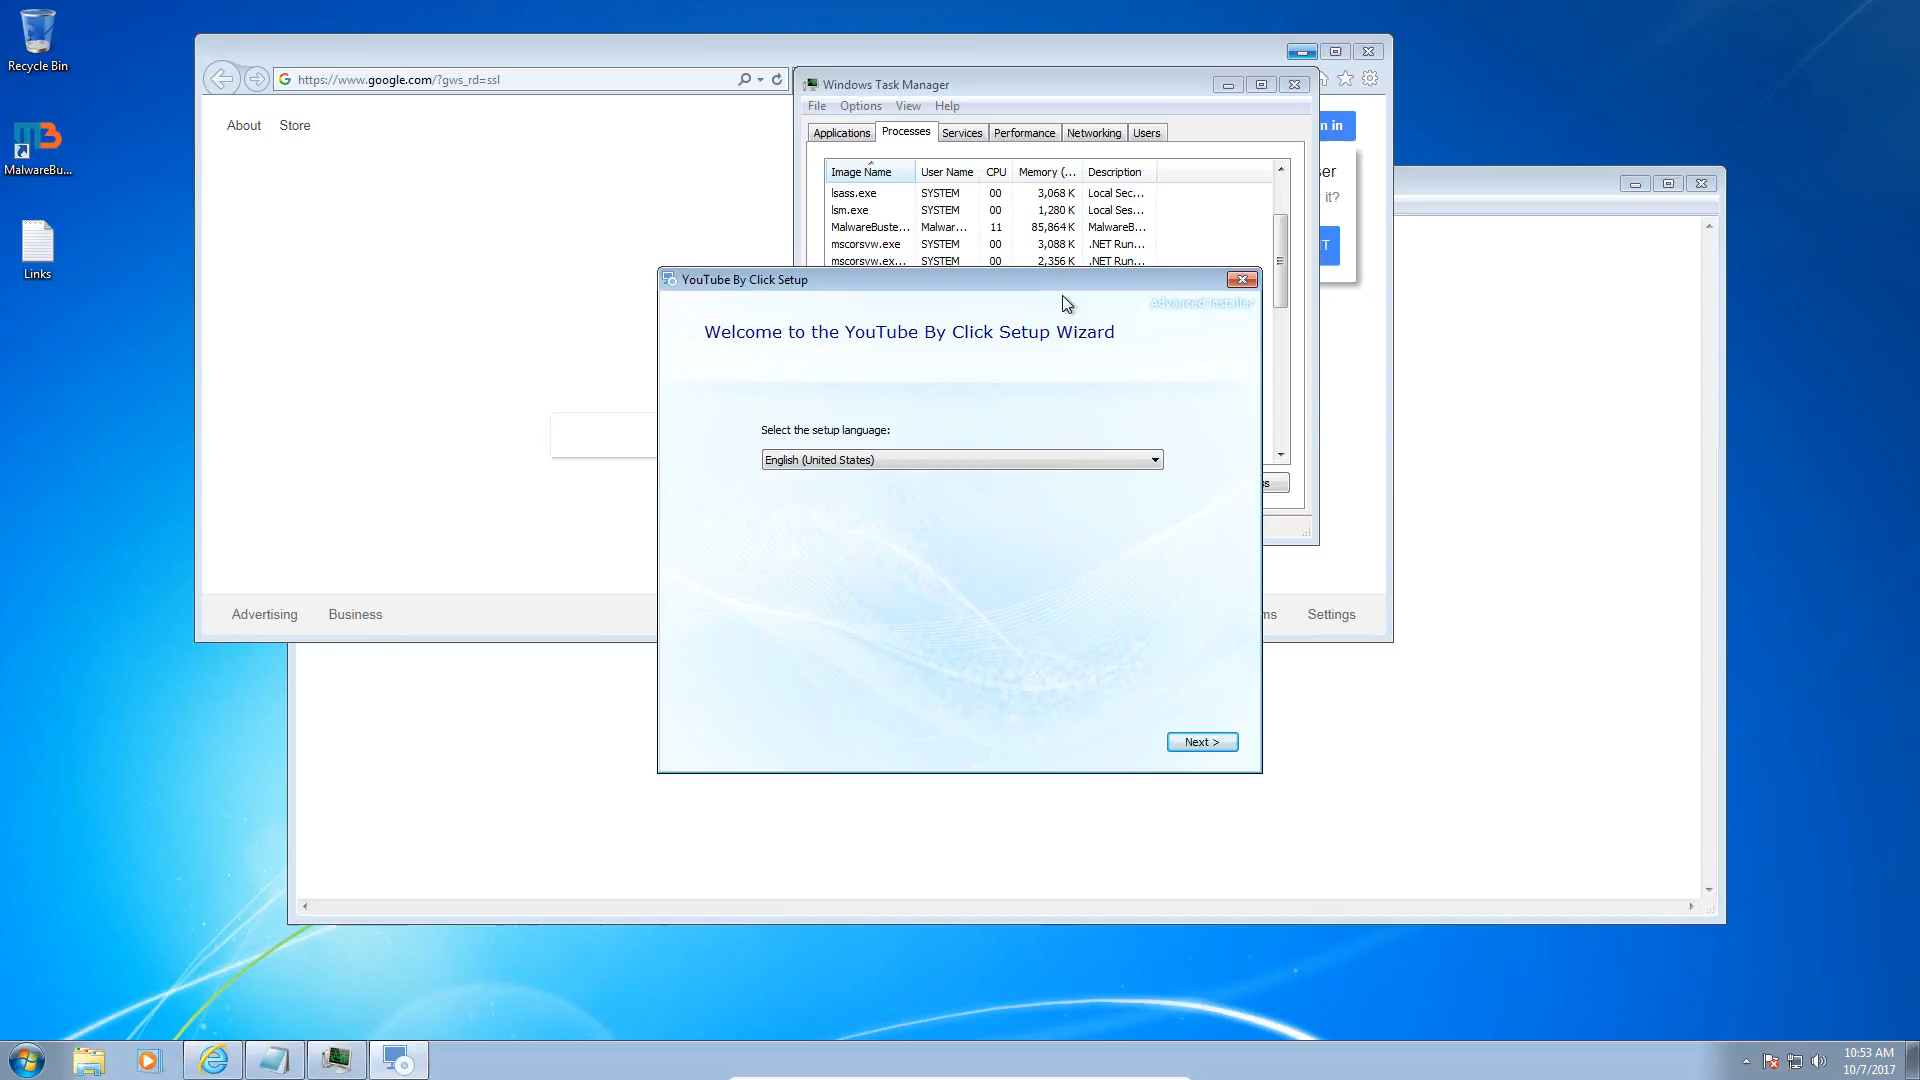 Recycle Bin
MalwareBu...
Links
https://www.google.com/?gws_rd=ssl
About Store
Windows Task Manager
File Options View Help
Applications Processes Services Performance Networking Users
Image Name User Name CPU Memory (... Description
lsass.exe SYSTEM 00 3,068 K Local Sec...
lsm.exe SYSTEM 00 1,280 K Local Ses...
MalwareBuste... Malwar... 11 85,864 K MalwareB...
mscorsvw.exe SYSTEM 00 3,088 K .NET Run...
mscorsvw.ex... SYSTEM 00 2,356 K .NET Run...
n in
ser
it?
T
YouTube By Click Setup
Advanced Installer
Welcome to the YouTube By Click Setup Wizard
Select the setup language:
English (United States)
Next >
ss
Advertising Business
ms Settings
10:53 AM
10/7/2017